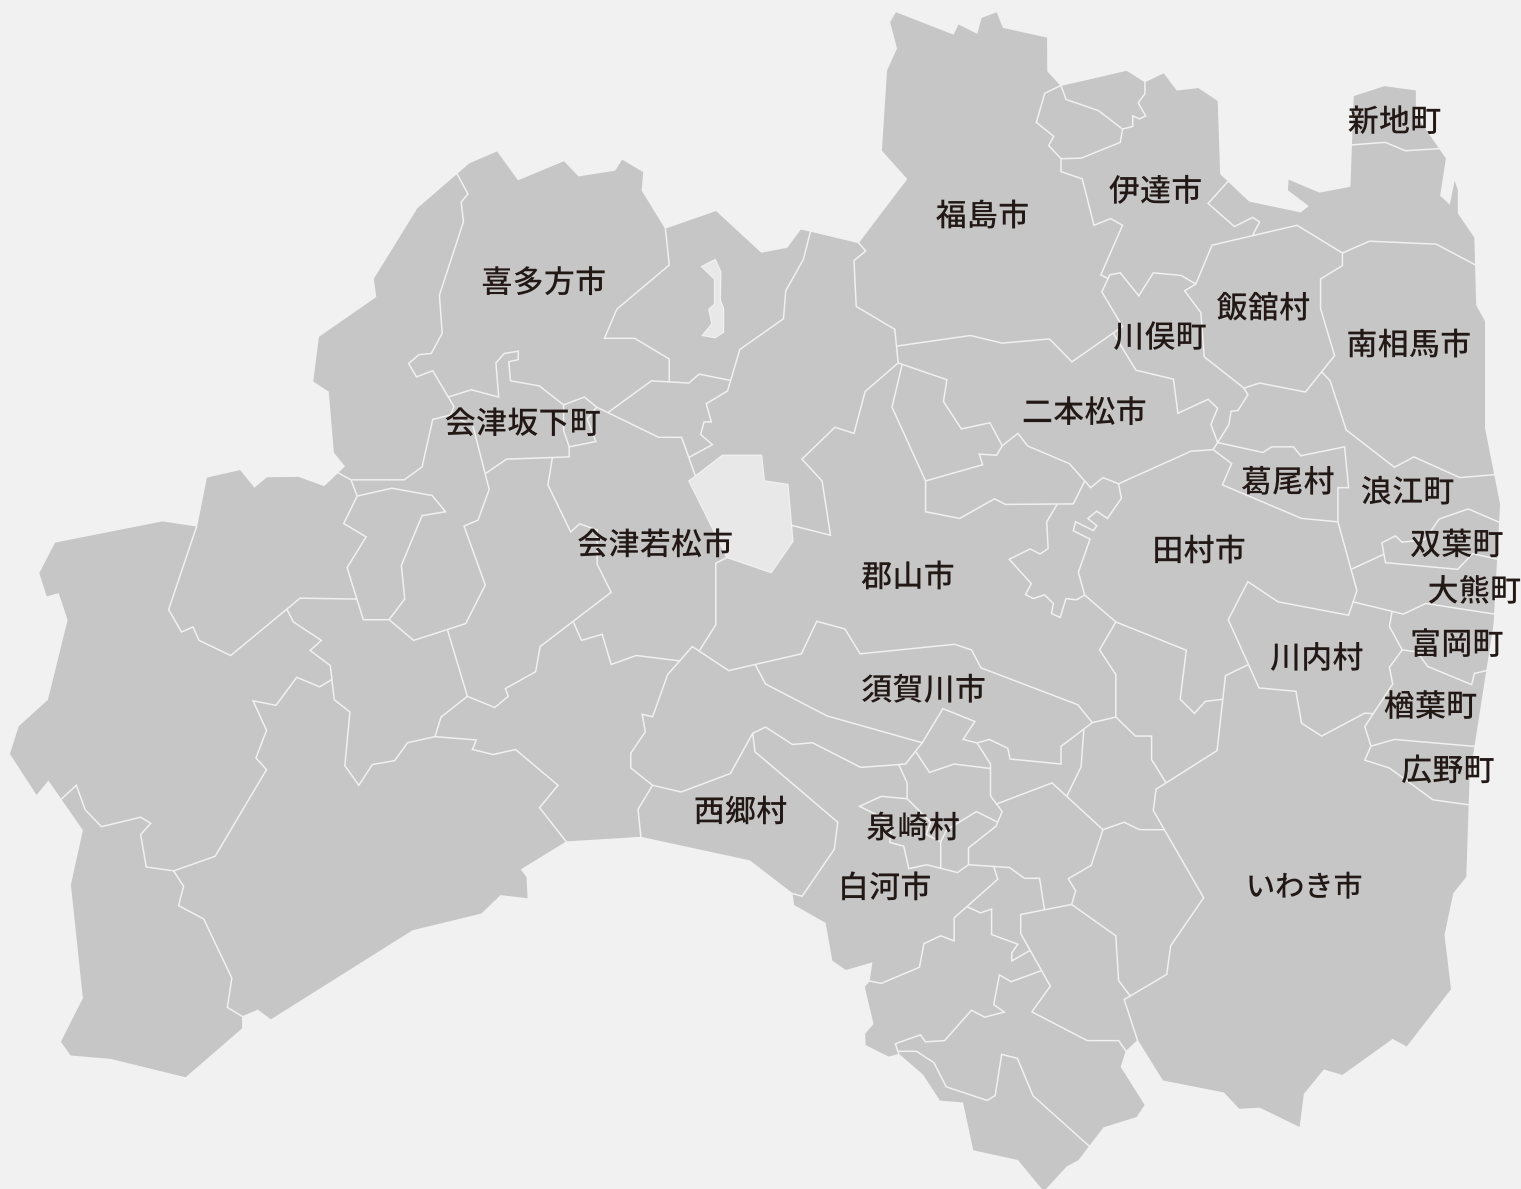 新地町
伊達市
福島市
喜多方市
飯舘村
川俣町
南相馬市
二本松市
会津坂下町
葛尾村
浪江町
会津若松市
田村市
双葉町
郡山市
大熊町
富岡町
川内村
須賀川市
楢葉町
広野町
西郷村
泉崎村
白河市
いわき市